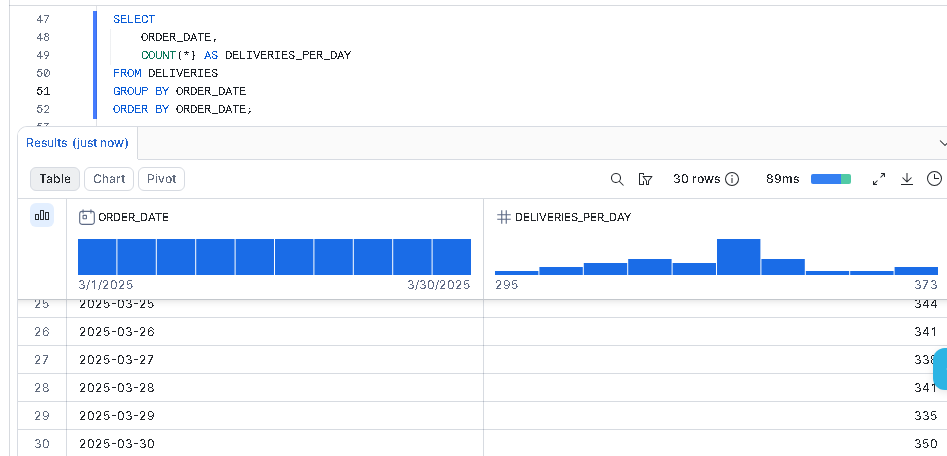 47 SELECT
48 ORDER_DATE,
49 COUNT(*) AS DELIVERIES_PER_DAY
50 FROM DELIVERIES
51 GROUP BY ORDER_DATE
52 ORDER BY ORDER_DATE;
Results (just now)
Table Chart Pivot 30 rows 89ms
ORDER_DATE DELIVERIES_PER_DAY
3/1/2025 3/30/2025 295 373
25 2025-03-25 344
26 2025-03-26 341
27 2025-03-27 338
28 2025-03-28 341
29 2025-03-29 335
30 2025-03-30 350